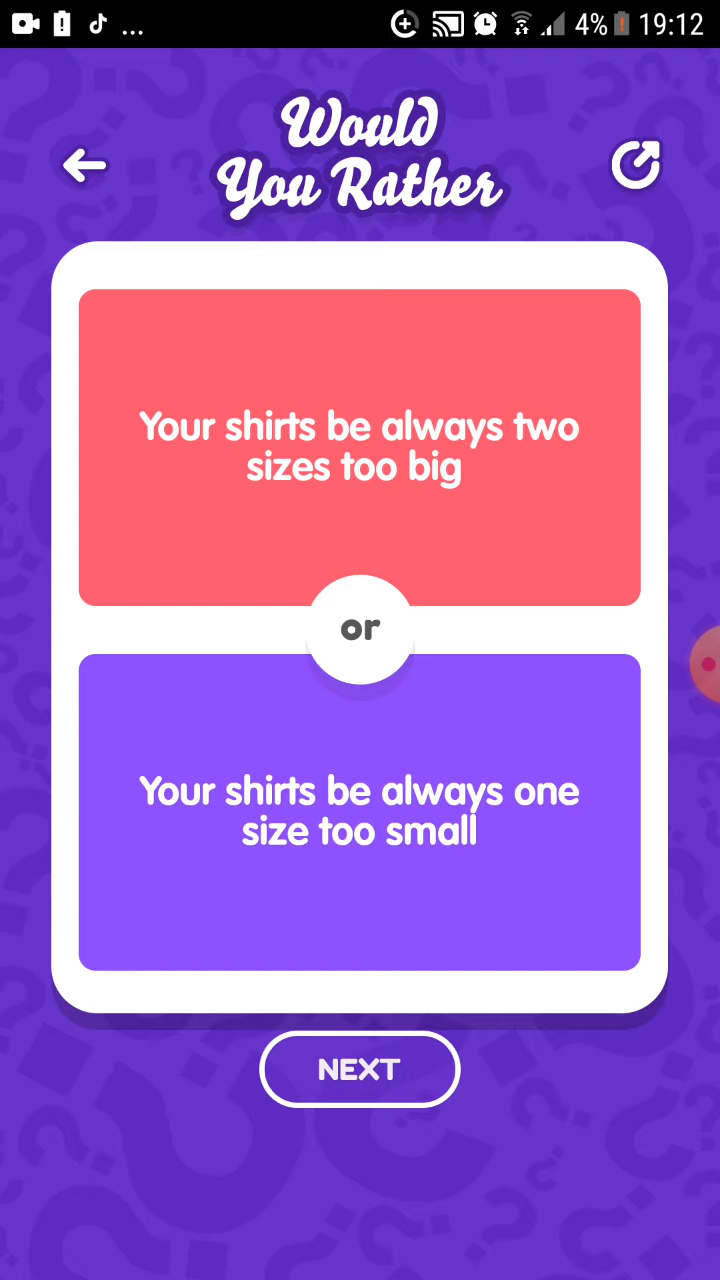 ... 4% 19:12
Would
You Rather
Your shirts be always two
sizes too big
or
Your shirts be always one
size too small
NEXT